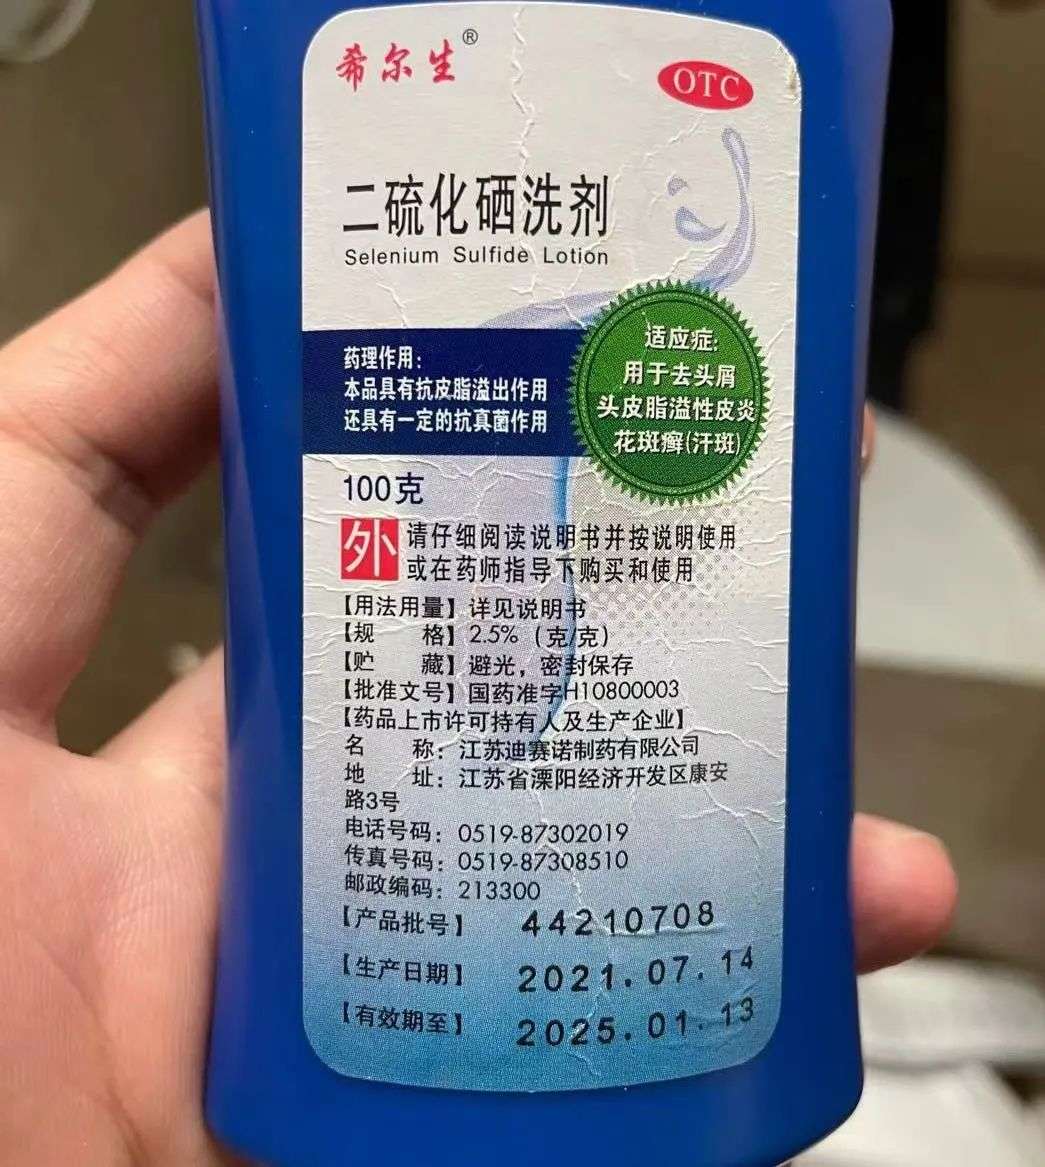 希尔生®
OTC
二硫化硒洗剂
Selenium Sulfide Lotion
药理作用:
本品具有抗皮脂溢出作用
还具有一定的抗真菌作用
适应症:
用于去头屑
头皮脂溢性皮炎
花斑癣(汗斑)
100克
外
请仔细阅读说明书并按说明使用
或在药师指导下购买和使用
【用法用量】详见说明书
【规 格】2.5%(克/克)
【贮 藏】避光，密封保存
【批准文号】国药准字H10800003
【药品上市许可持有人及生产企业】
名 称:江苏迪赛诺制药有限公司
地 址:江苏省溧阳经济开发区康安
路3号
电话号码:0519-87302019
传真号码:0519-87308510
邮政编码:213300
【产品批号】 44210708
【生产日期】 2021.07.14
【有效期至】 2025.01.13